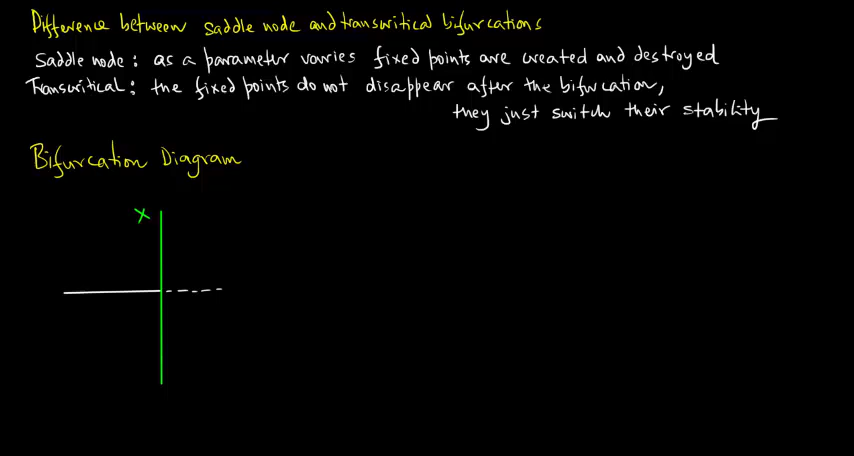 Difference between saddle node and transcritical bifurcations
Saddle node: as a parameter varies fixed points are created and destroyed
Transcritical: the fixed points do not disappear after the bifurcation,
they just switch their stability
Bifurcation Diagram
x